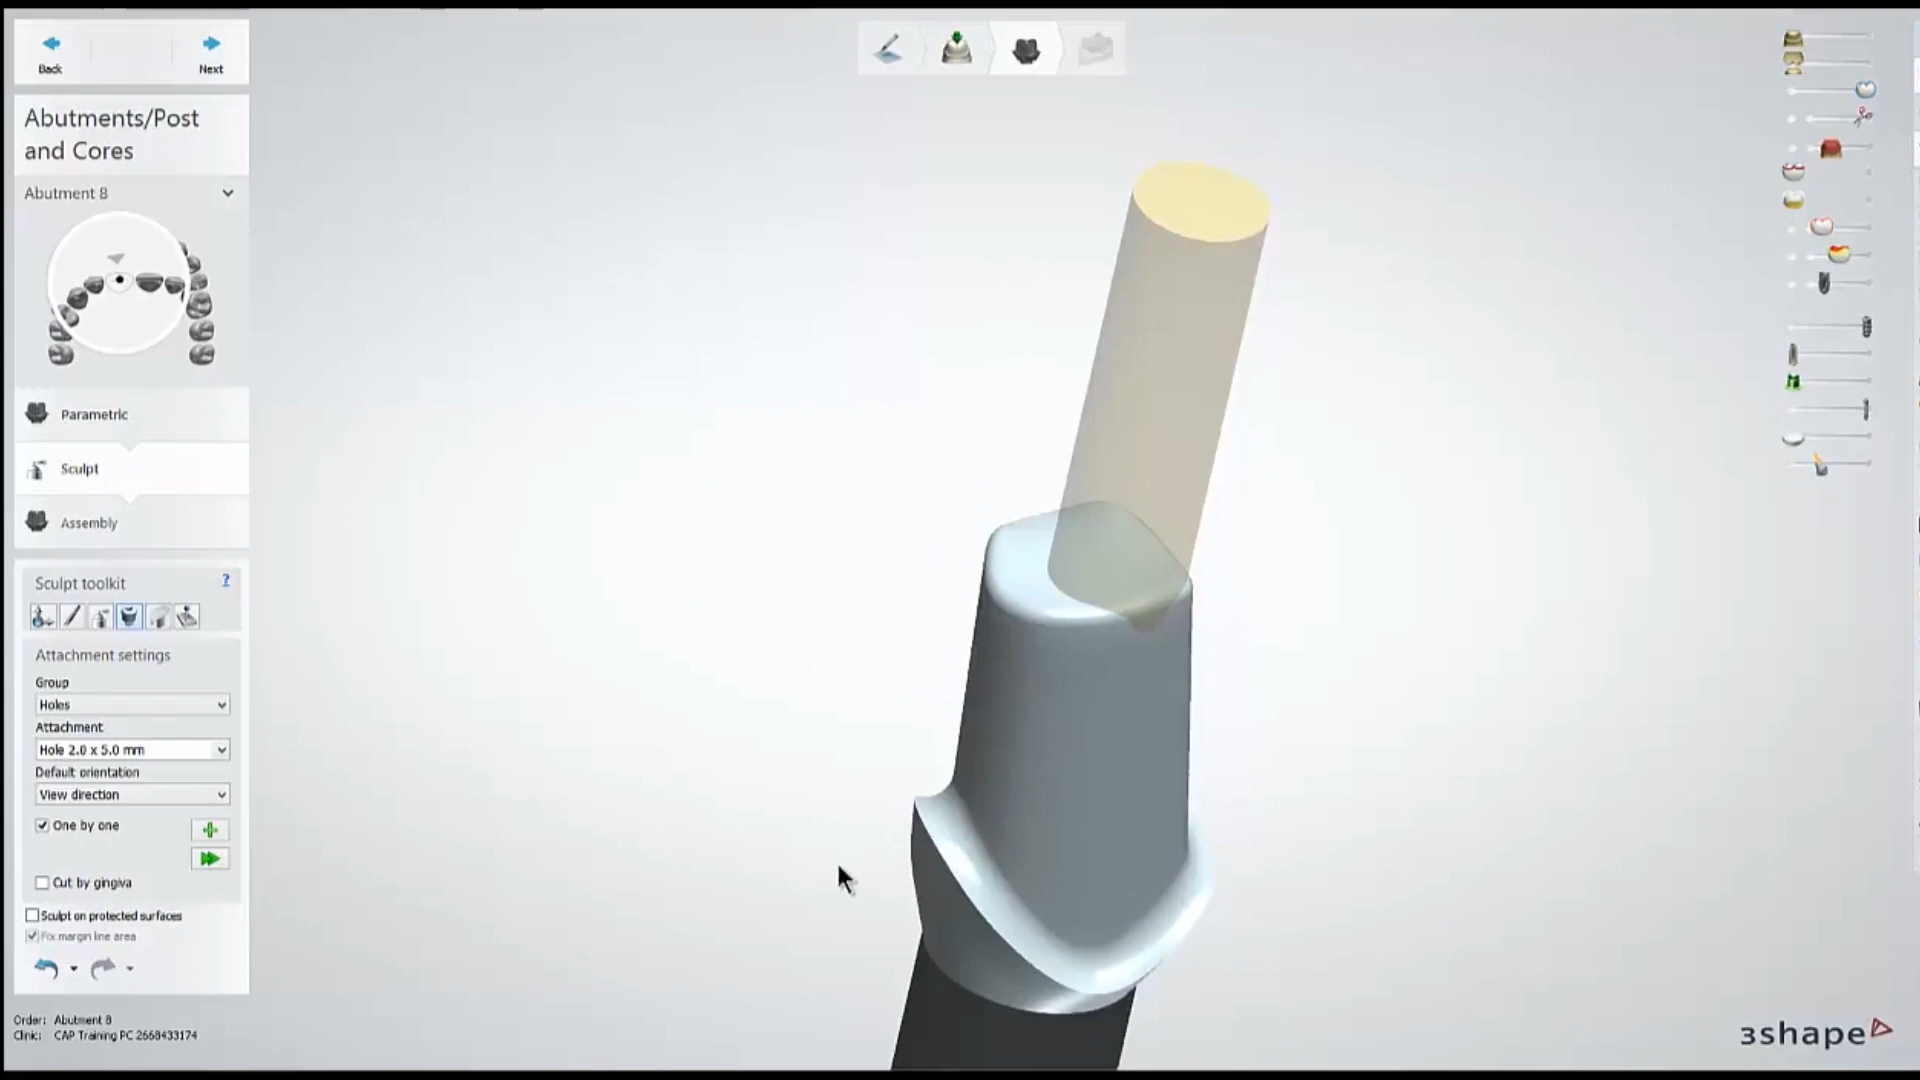 Back
Next
Abutments/Post
and Cores
Abutment 8
Parametric
Sculpt
Assembly
Sculpt toolkit
?
Attachment settings
Group
Holes
Attachment
Hole 2.0 x 5.0 mm
Default orientation
View direction
One by one
Cut by gingiva
Sculpt on protected surfaces
Fix margin line area
Order: Abutment 8
Clinic: CAP Training PC 2668433174
3shape